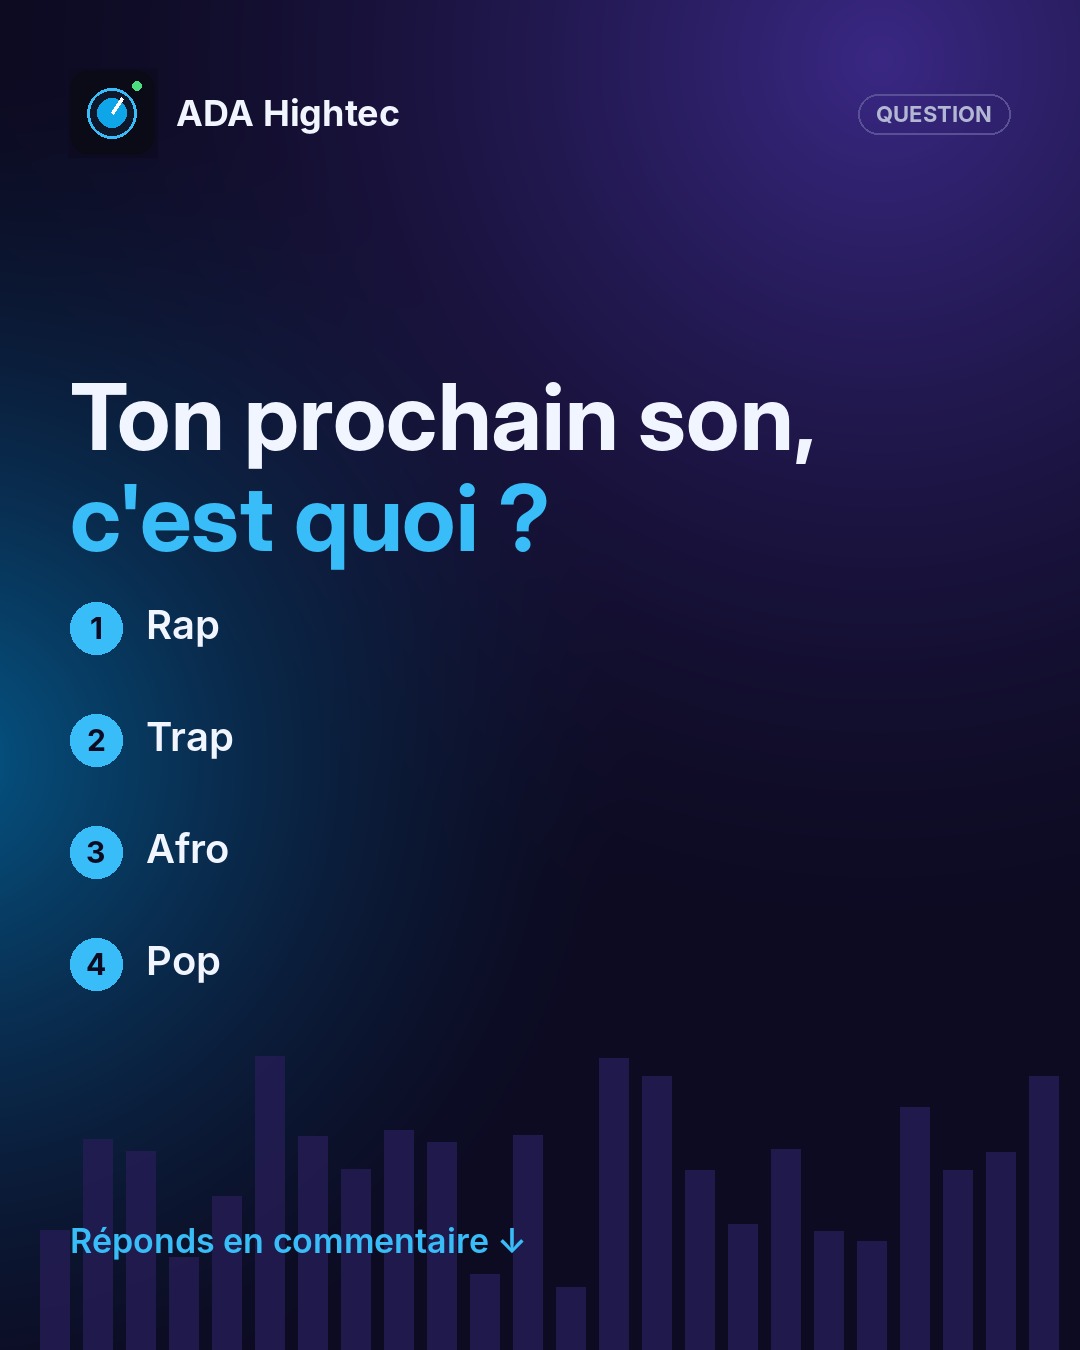 ADA Hightec
QUESTION
Ton prochain son,
c'est quoi ?
1 Rap
2 Trap
3 Afro
4 Pop
Réponds en commentaire ↓